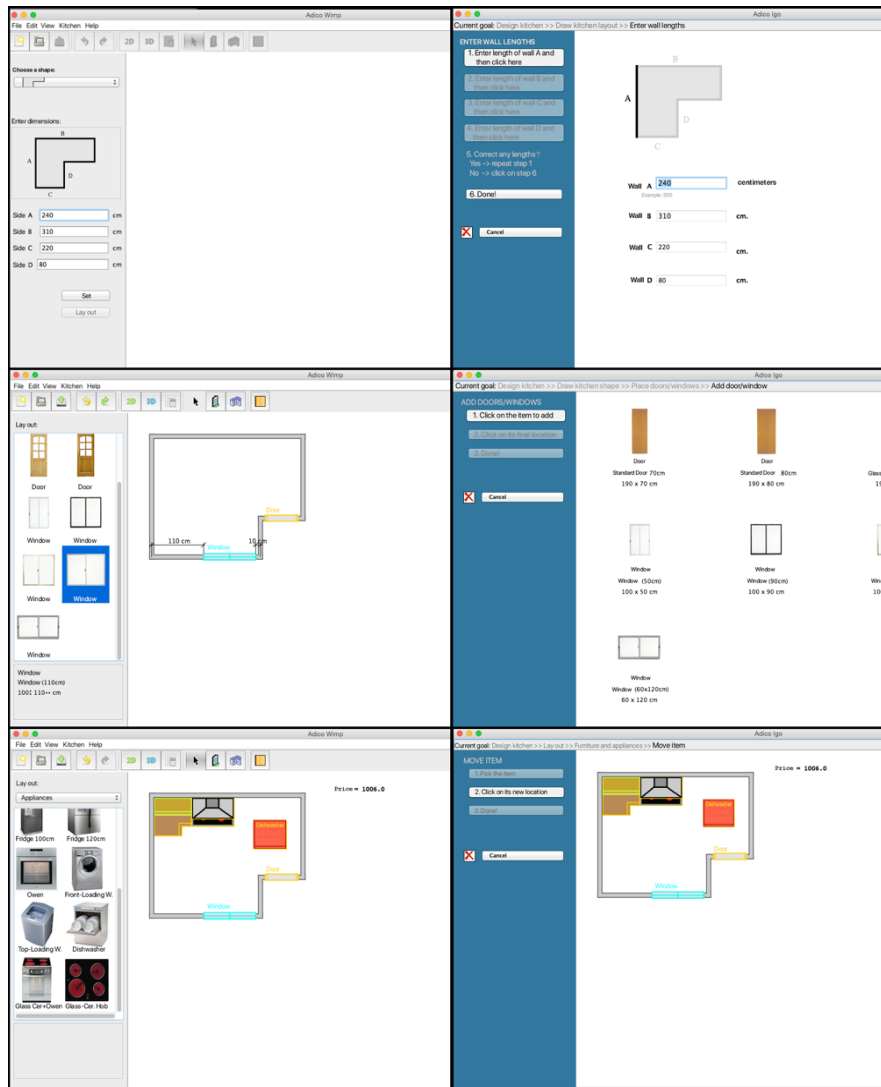 Adico Wimp
File Edit View Kitchen Help
2D 3D
Choose a shape:
Enter dimensions:
B
A
D
C
Side A 240 cm
Side B 310 cm
Side C 220 cm
Side D 80 cm
Set
Lay out
Adico Igo
Current goal: Design kitchen >> Draw kitchen layout >> Enter wall lengths
ENTER WALL LENGTHS
1. Enter length of wall A and
then click here
2. Enter length of wall B and
then click here
3. Enter length of wall C and
then click here
4. Enter length of wall D and
then click here
5. Correct any lengths?
Yes -> repeat step 1
No -> click on step 6
6. Done!
Cancel
B
A
D
C
Wall A 240 centimeters
Example: 300
Wall B 310 cm.
Wall C 220 cm.
Wall D 80 cm.
Adico Wimp
File Edit View Kitchen Help
2D 3D
Lay out:
Door Door
Window Window
Window Window
Window
Window
Window (110cm)
Door
110 cm 10 cm
Window
Adico Igo
Current goal: Design kitchen >> Draw kitchen shape >> Place doors/windows >> Add door/window
ADD DOORS/WINDOWS
1. Click on the item to add
2. Click on its final location
3. Done!
Cancel
Door Door
Standard Door 70cm Standard Door 80cm Glas
190 x 70 cm 190 x 80 cm 19
Window Window
Window (50cm) Window (90cm) W
100 x 50 cm 100 x 90 cm 10
Window
Window (60x120cm)
60 x 120 cm
Adico Wimp
File Edit View Kitchen Help
2D 3D
Lay out:
Appliances
Fridge 100cm Fridge 120cm
Owen Front-Loading W.
Top-Loading W. Dishwasher
Glass Cer+Owen Glass-Cer. Hob
Price = 1006.0
Dishwasher
Door
Window
Adico Igo
Current goal: Design kitchen >> Lay out >> Furniture and appliances >> Move item
MOVE ITEM
1. Pick the item
2. Click on its new location
3. Done!
Cancel
Price = 1006.0
Dishwasher
Door
Window